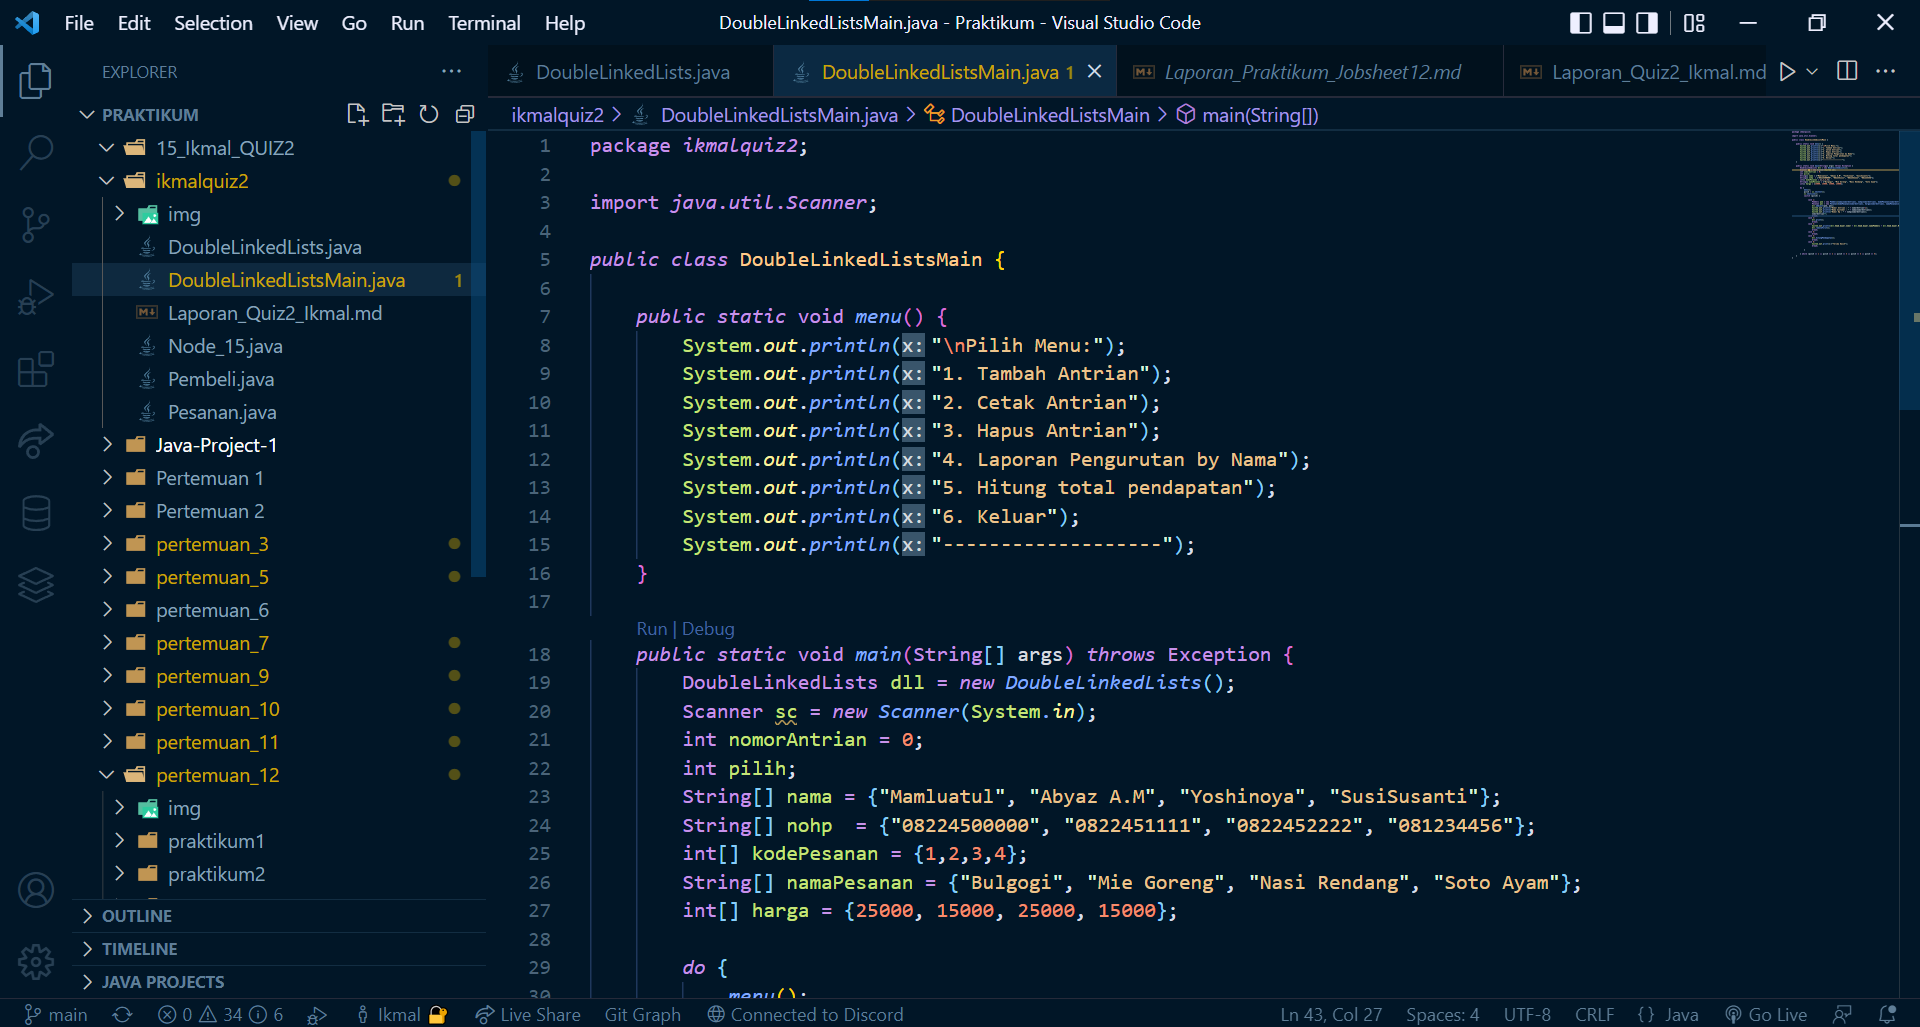 File Edit Selection View Go Run Terminal Help DoubleLinkedListsMain.java - Praktikum - Visual Studio Code
EXPLORER
PRAKTIKUM
15_Ikmal_QUIZ2
ikmalquiz2
img
DoubleLinkedLists.java
DoubleLinkedListsMain.java 1
Laporan_Quiz2_Ikmal.md
Node_15.java
Pembeli.java
Pesanan.java
Java-Project-1
Pertemuan 1
Pertemuan 2
pertemuan_3
pertemuan_5
pertemuan_6
pertemuan_7
pertemuan_9
pertemuan_10
pertemuan_11
pertemuan_12
img
praktikum1
praktikum2
OUTLINE
TIMELINE
JAVA PROJECTS
DoubleLinkedLists.java DoubleLinkedListsMain.java 1 Laporan_Praktikum_Jobsheet12.md Laporan_Quiz2_Ikmal.md
ikmalquiz2 > DoubleLinkedListsMain.java > DoubleLinkedListsMain > main(String[])
1 package ikmalquiz2;
2
3 import java.util.Scanner;
4
5 public class DoubleLinkedListsMain {
6
7 public static void menu() {
8 System.out.println(x: "\nPilih Menu:");
9 System.out.println(x: "1. Tambah Antrian");
10 System.out.println(x: "2. Cetak Antrian");
11 System.out.println(x: "3. Hapus Antrian");
12 System.out.println(x: "4. Laporan Pengurutan by Nama");
13 System.out.println(x: "5. Hitung total pendapatan");
14 System.out.println(x: "6. Keluar");
15 System.out.println(x: "-------------------");
16 }
17
Run | Debug
18 public static void main(String[] args) throws Exception {
19 DoubleLinkedLists dll = new DoubleLinkedLists();
20 Scanner sc = new Scanner(System.in);
21 int nomorAntrian = 0;
22 int pilih;
23 String[] nama = {"Mamluatul", "Abyaz A.M", "Yoshinoya", "SusiSusanti"};
24 String[] nohp  = {"08224500000", "0822451111", "0822452222", "081234456"};
25 int[] kodePesanan = {1,2,3,4};
26 String[] namaPesanan = {"Bulgogi", "Mie Goreng", "Nasi Rendang", "Soto Ayam"};
27 int[] harga = {25000, 15000, 25000, 15000};
28
29 do {
30 menu();
main 0 34 6 Ikmal Live Share Git Graph Connected to Discord Ln 43, Col 27 Spaces: 4 UTF-8 CRLF {} Java Go Live